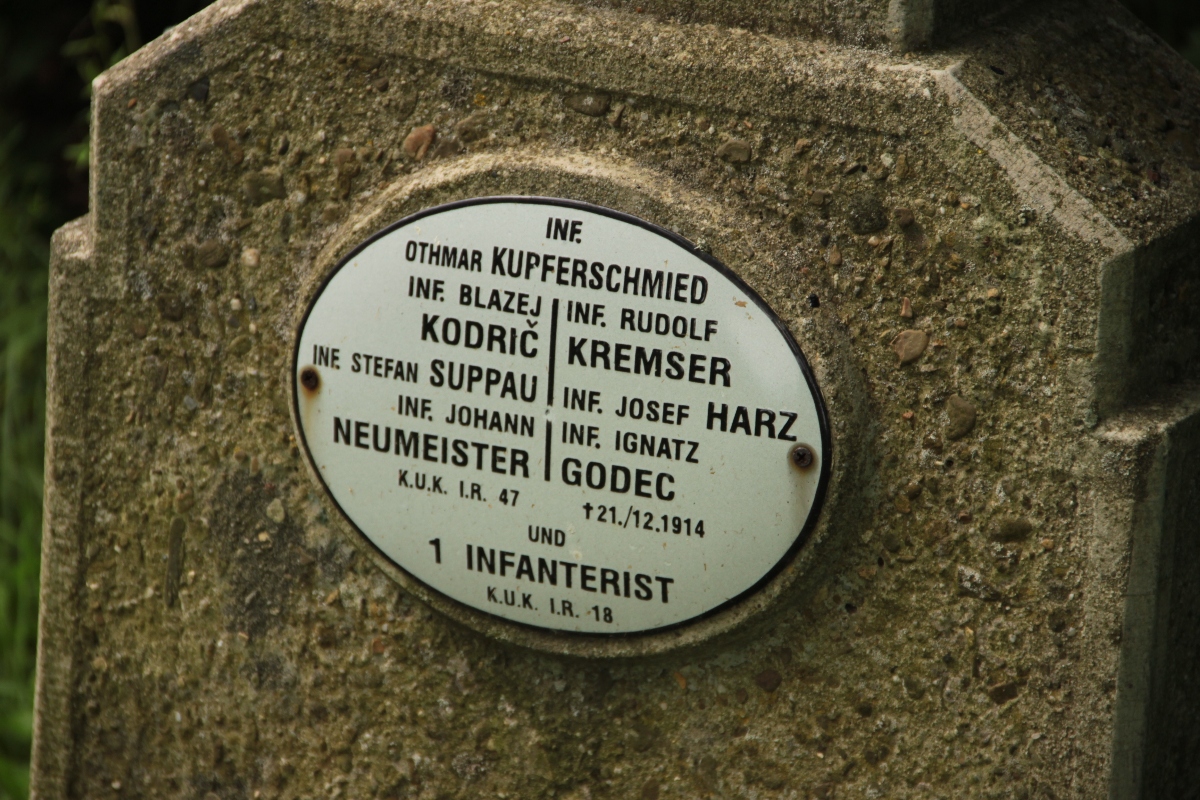 INF.
OTHMAR KUPFERSCHMIED
INF. BLAZEJ
KODRIČ
INF. STEFAN SUPPAU
INF. JOHANN
NEUMEISTER
K.U.K. I.R. 47
INF. RUDOLF
KREMSER
INF. JOSEF HARZ
INF. IGNATZ
GODEC
†21./12.1914
UND
1 INFANTERIST
K.U.K. I.R. 18